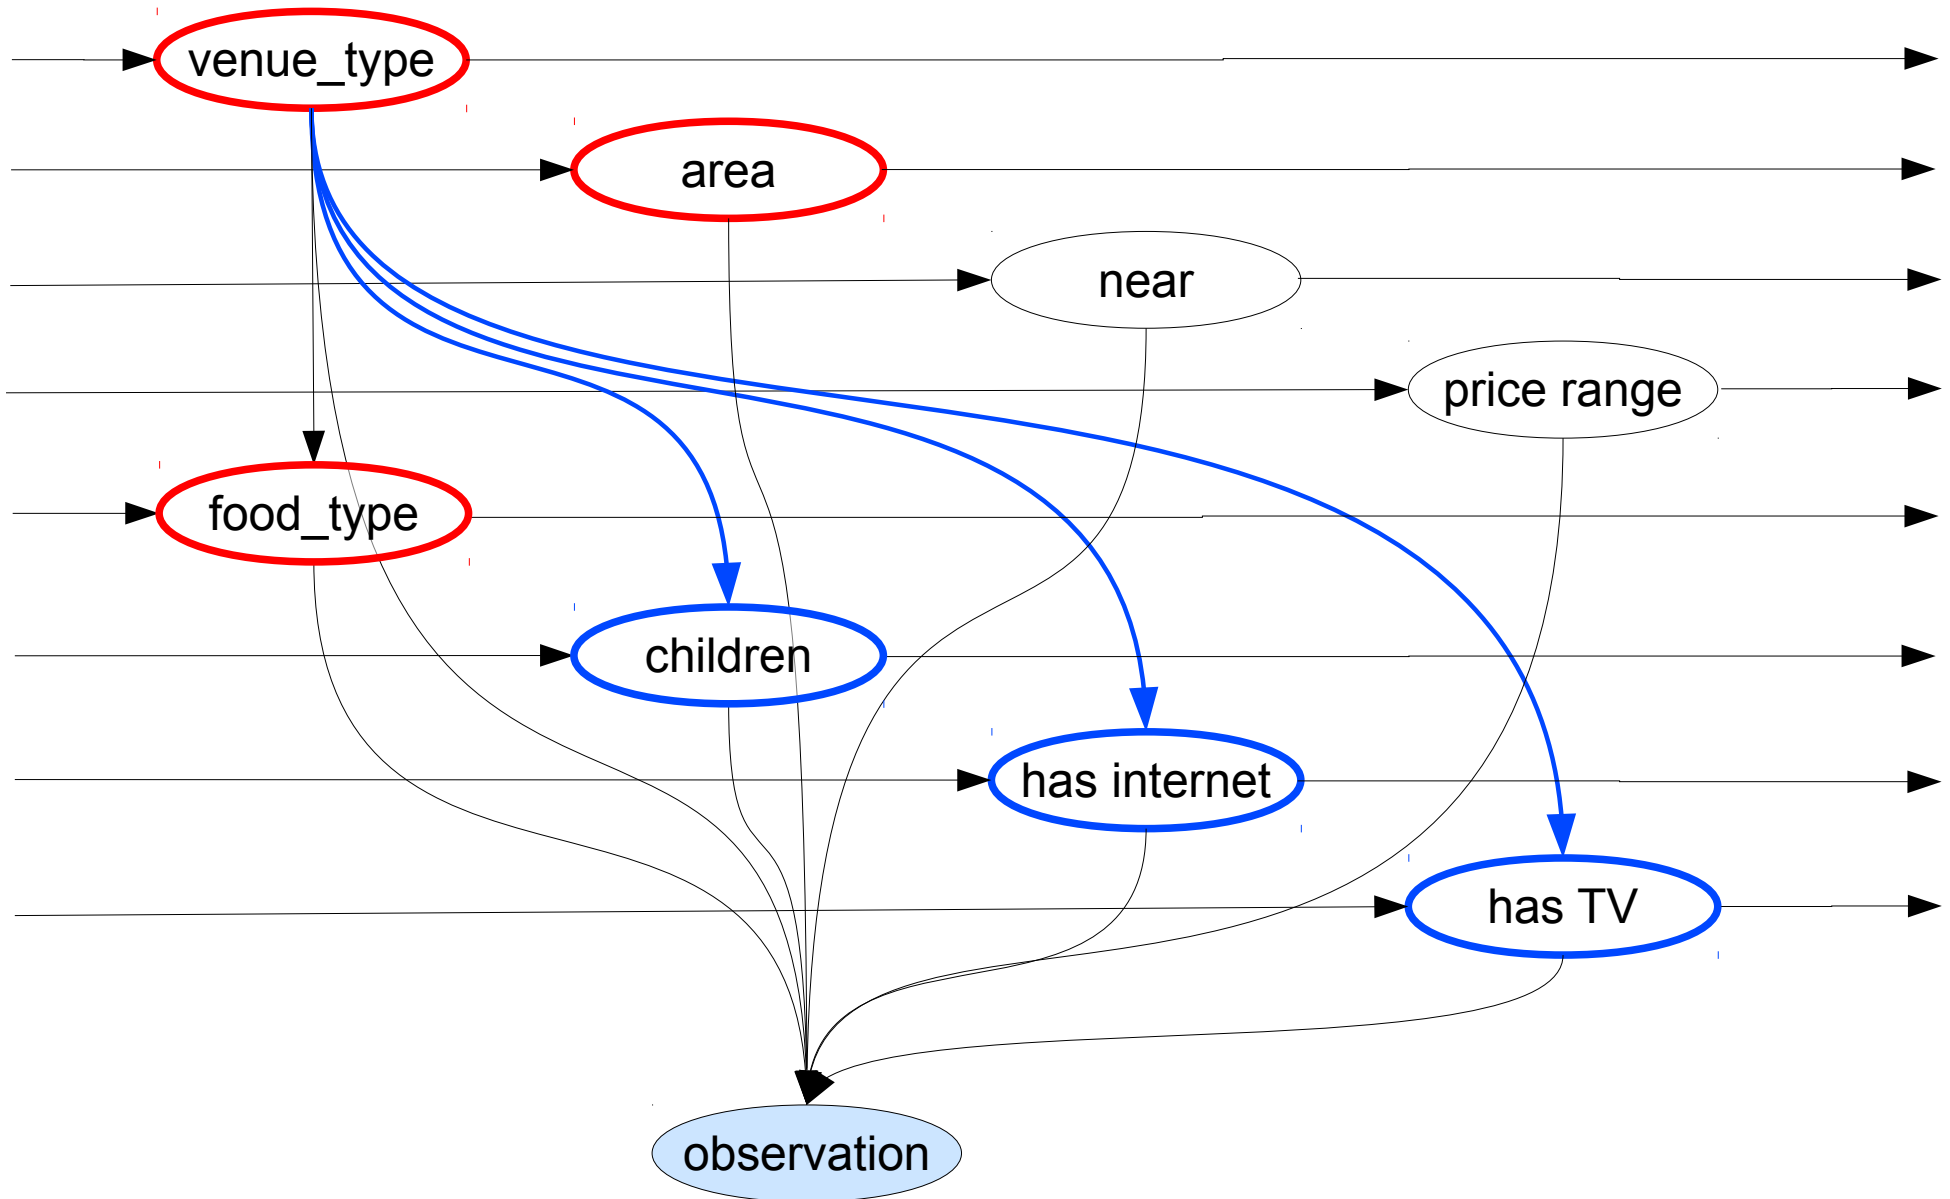 venue_type
area
near
price range
food_type
children
has internet
has TV
observation